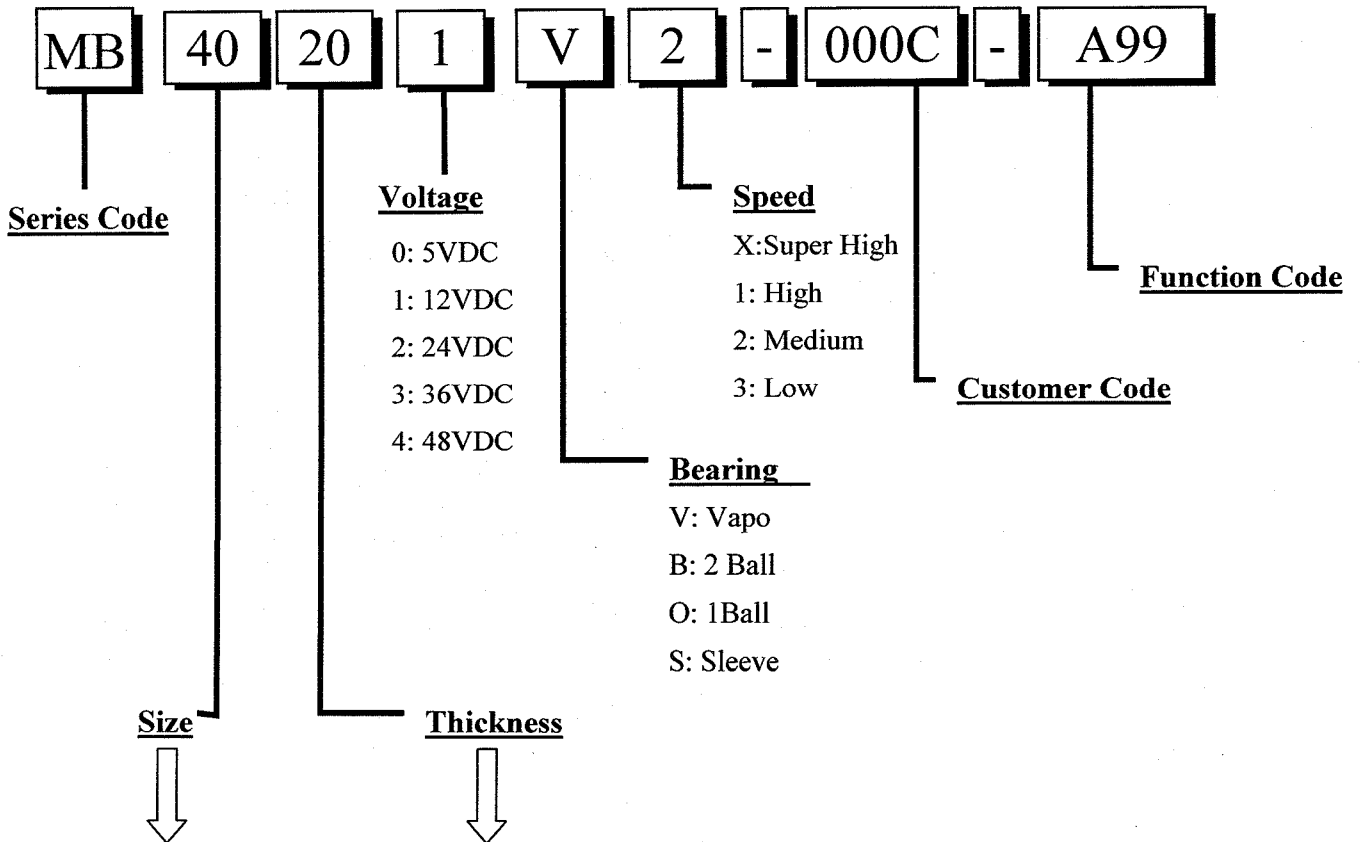 MB 40 20 1 V 2 - 000C - A99
Series Code
Voltage
0: 5VDC
1: 12VDC
2: 24VDC
3: 36VDC
4: 48VDC
Speed
X:Super High
1: High
2: Medium
3: Low
Function Code
Customer Code
Bearing
V: Vapo
B: 2 Ball
O: 1Ball
S: Sleeve
Size
Thickness